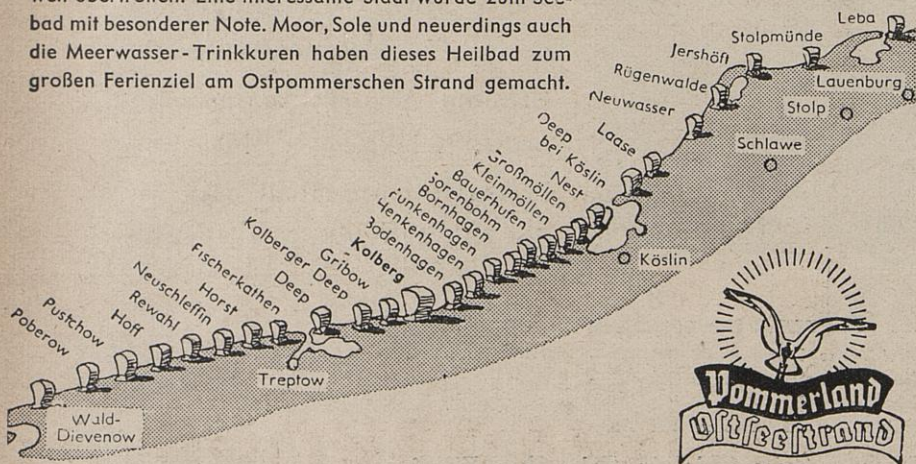 bad mit besonderer Note. Moor, Sole und neuerdings auch
die Meerwasser-Trinkkuren haben dieses Heilbad zum
großen Ferienziel am Ostpommerschen Strand gemacht.
Leba
Stolpmünde
Jershöft
Lauenburg
Rügenwalde
Stolp
Neuwasser
Schlawe
Laase
Deep
bei Köslin
Nest
Großmöllen
Kleinmöllen
Bauerhufen
Sorenbohm
Bornhagen
Funkenhagen
Henkenhagen
Bodenhagen
Köslin
Kolberg
Gribow
Kolberger Deep
Deep
Fischerkathen
Horst
Neuschleffin
Rewahl
Hoff
Pustchow
Poberow
Treptow
Wald-
Dievenow
Pommerland
Ostseestrand